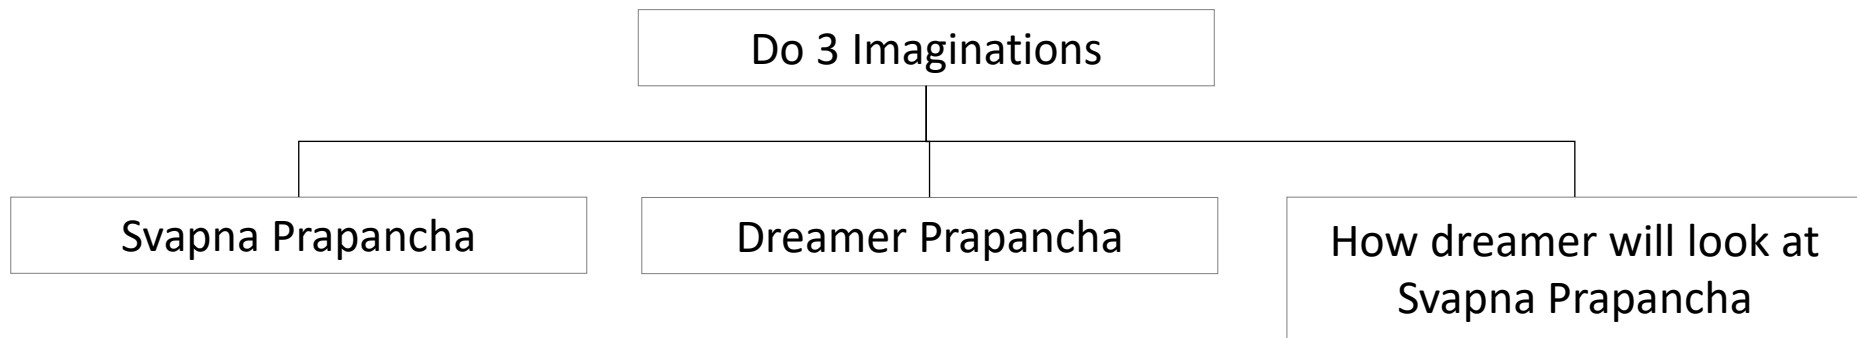 Do 3 Imaginations
Svapna Prapancha
Dreamer Prapancha
How dreamer will look at
Svapna Prapancha